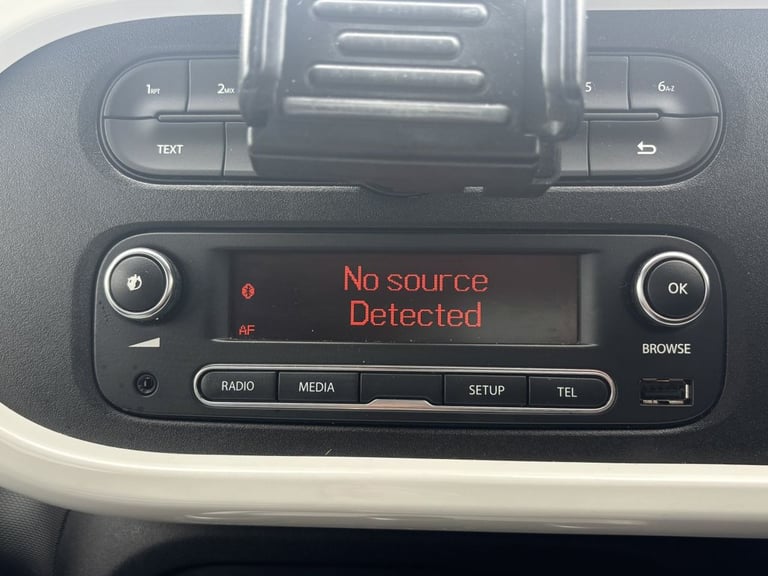 1RPT
2MIX
5
6A-Z
TEXT
No source
Detected
AF
OK
BROWSE
RADIO
MEDIA
SETUP
TEL